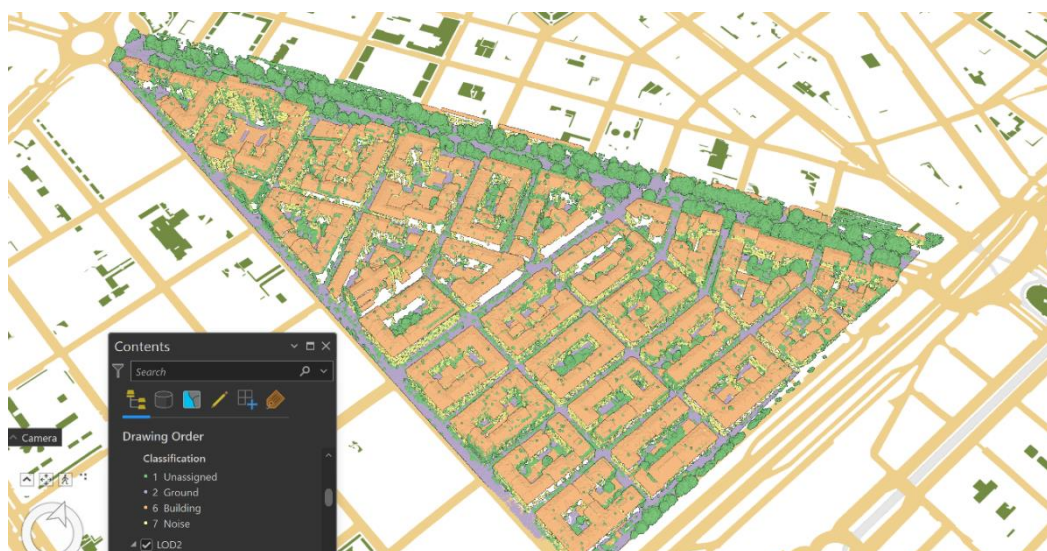 Contents
Search
Drawing Order
Camera
Classification
1 Unassigned
2 Ground
6 Building
7 Noise
LOD2